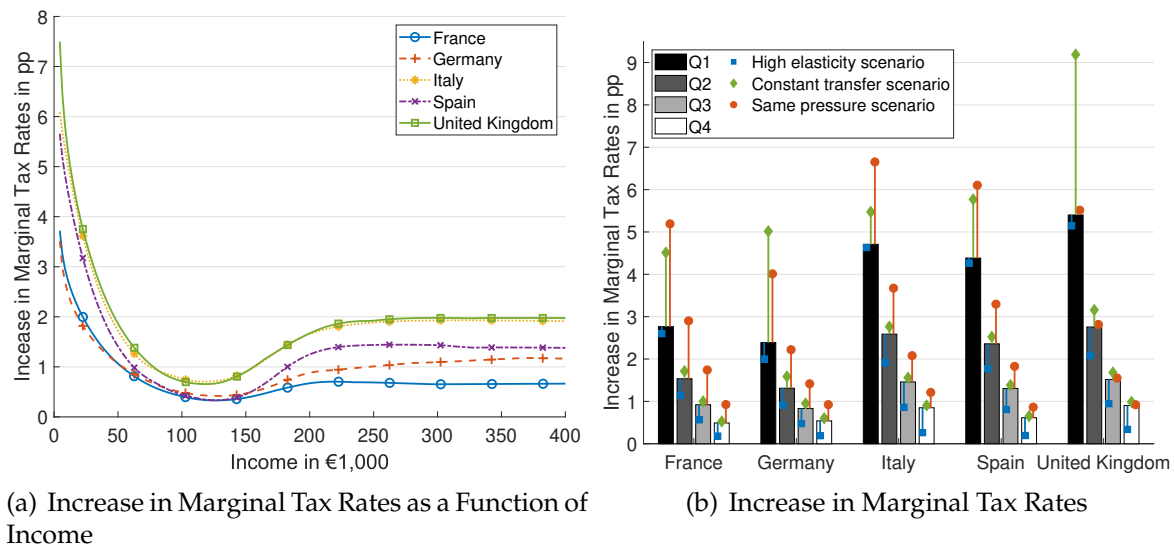 8
7
6
5
4
3
2
1
0
Increase in Marginal Tax Rates in pp
France
Germany
Italy
Spain
United Kingdom
0 50 100 150 200 250 300 350 400
Income in €1,000
(a) Increase in Marginal Tax Rates as a Function of
Income
9
8
7
6
5
4
3
2
1
0
Increase in Marginal Tax Rates in pp
Q1
Q2
Q3
Q4
High elasticity scenario
Constant transfer scenario
Same pressure scenario
France Germany Italy Spain United Kingdom
(b) Increase in Marginal Tax Rates